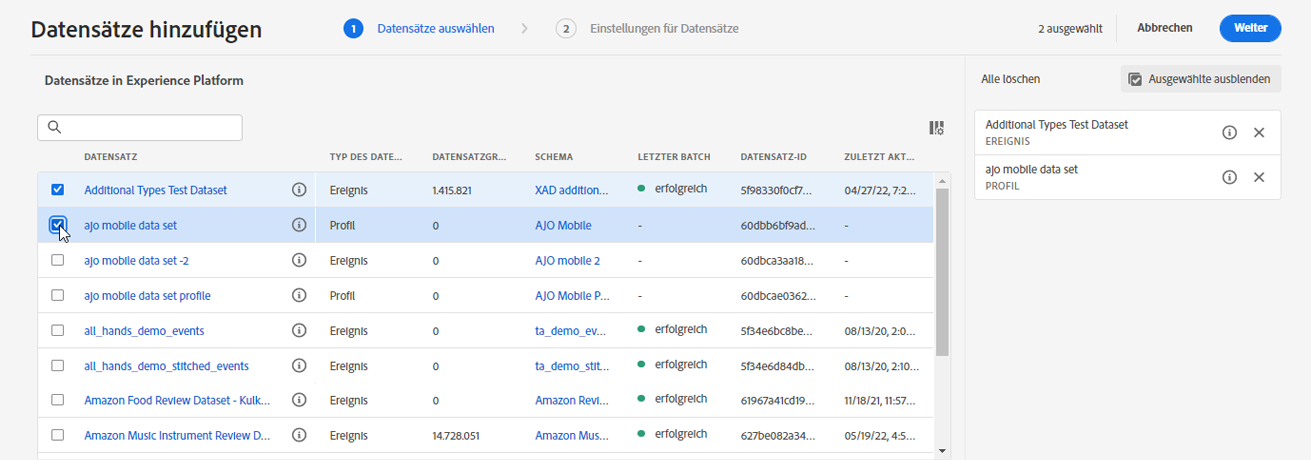 Datensätze hinzufügen
1 Datensätze auswählen
2 Einstellungen für Datensätze
2 ausgewählt
Abbrechen
Weiter
Datensätze in Experience Platform
Alle löschen
Ausgewählte ausblenden
DATENSATZ TYP DES DATE... DATENSATZGR... SCHEMA LETZTER BATCH DATENSATZ-ID ZULETZT AKT...
Additional Types Test Dataset Ereignis 1.415.821 XAD addition... erfolgreich 5f98330f0cf7... 04/27/22, 7:2...
ajo mobile data set Profil 0 AJO Mobile - 60dbb6bf9ad... -
ajo mobile data set -2 Ereignis 0 AJO mobile 2 - 60dbca3aa18... -
ajo mobile data set profile Profil 0 AJO Mobile P... - 60dbcae0362... -
all_hands_demo_events Ereignis 0 ta_demo_ev... erfolgreich 5f34e6bc8be... 08/13/20, 2:0...
all_hands_demo_stitched_events Ereignis 0 ta_demo_stit... erfolgreich 5f34e6d84db... 08/13/20, 2:10...
Amazon Food Review Dataset - Kulk... Ereignis 0 Amazon Revi... erfolgreich 61967a41cd19... 11/18/21, 11:57...
Amazon Music Instrument Review D... Ereignis 14.728.051 Amazon Mus... erfolgreich 627be082a34... 05/19/22, 4:5...
Additional Types Test Dataset
EREIGNIS
ajo mobile data set
PROFIL